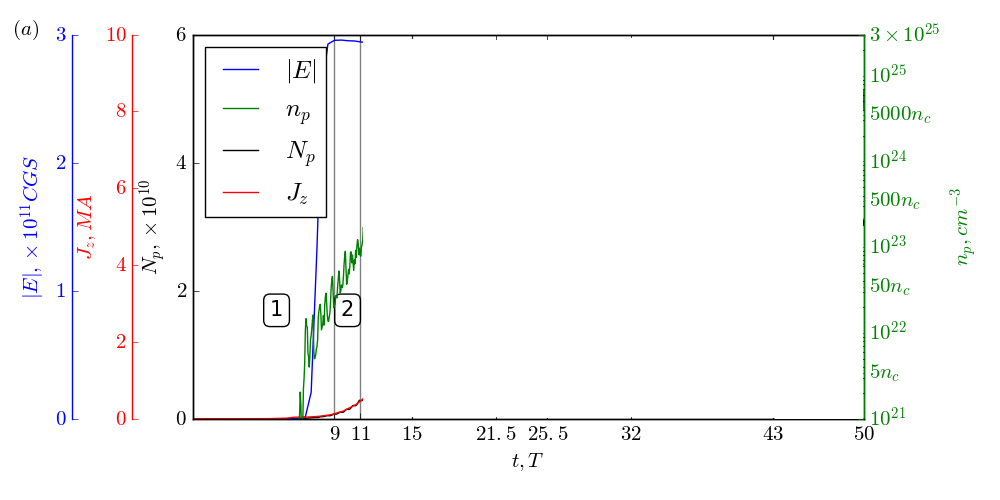 (a)
|E|, ×10^{11}CGS
3
2
1
0
J_z, MA
10
8
6
4
2
0
N_p, ×10^{10}
6
4
2
0
|E|
n_p
N_p
J_z
1
2
9 11 15 21.5 25.5 32 43 50
t, T
3×10^{25}
10^{25}
5000n_c
10^{24}
500n_c
10^{23}
50n_c
10^{22}
5n_c
10^{21}
n_p, cm^{-3}